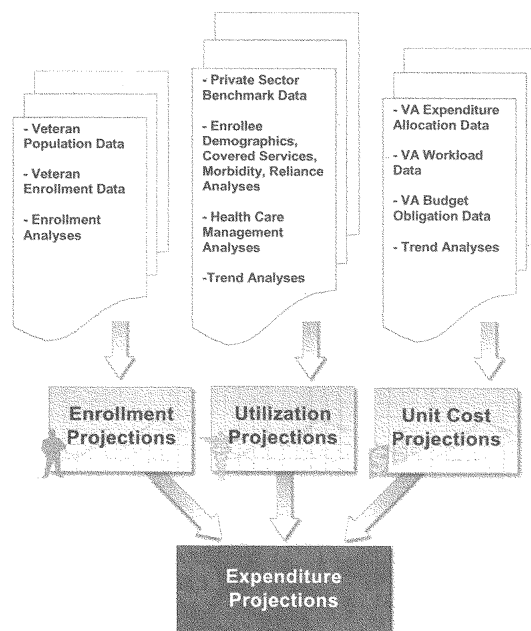 - Veteran
Population Data
- Veteran
Enrollment Data
- Enrollment
Analyses
- Private Sector
Benchmark Data
- Enrollee
Demographics,
Covered Services,
Morbidity, Reliance
Analyses
- Health Care
Management
Analyses
-Trend Analyses
- VA Expenditure
Allocation Data
- VA Workload
Data
- VA Budget
Obligation Data
- Trend Analyses
Enrollment
Projections
Utilization
Projections
Unit Cost
Projections
Expenditure
Projections